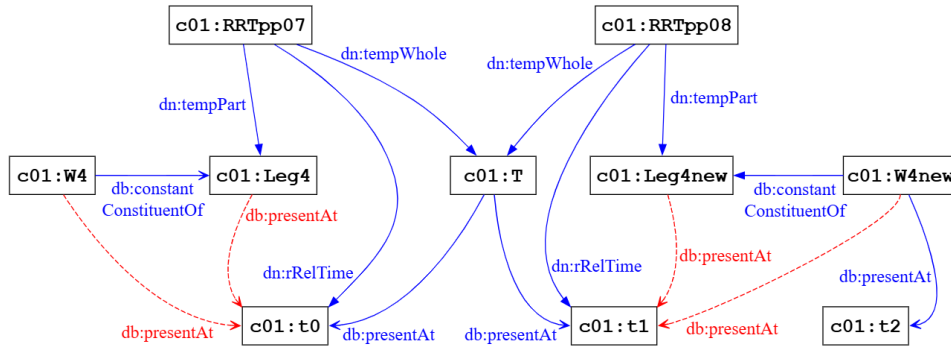 c01:RRTpp07
c01:RRTpp08
dn:tempWhole
dn:tempWhole
dn:tempPart
dn:tempPart
c01:W4
c01:Leg4
c01:T
c01:Leg4new
c01:W4new
db:constant
ConstituentOf
db:constant
ConstituentOf
db:presentAt
db:presentAt
dn:rRelTime
dn:rRelTime
db:presentAt
c01:t0
c01:t1
c01:t2
db:presentAt
db:presentAt
db:presentAt
db:presentAt